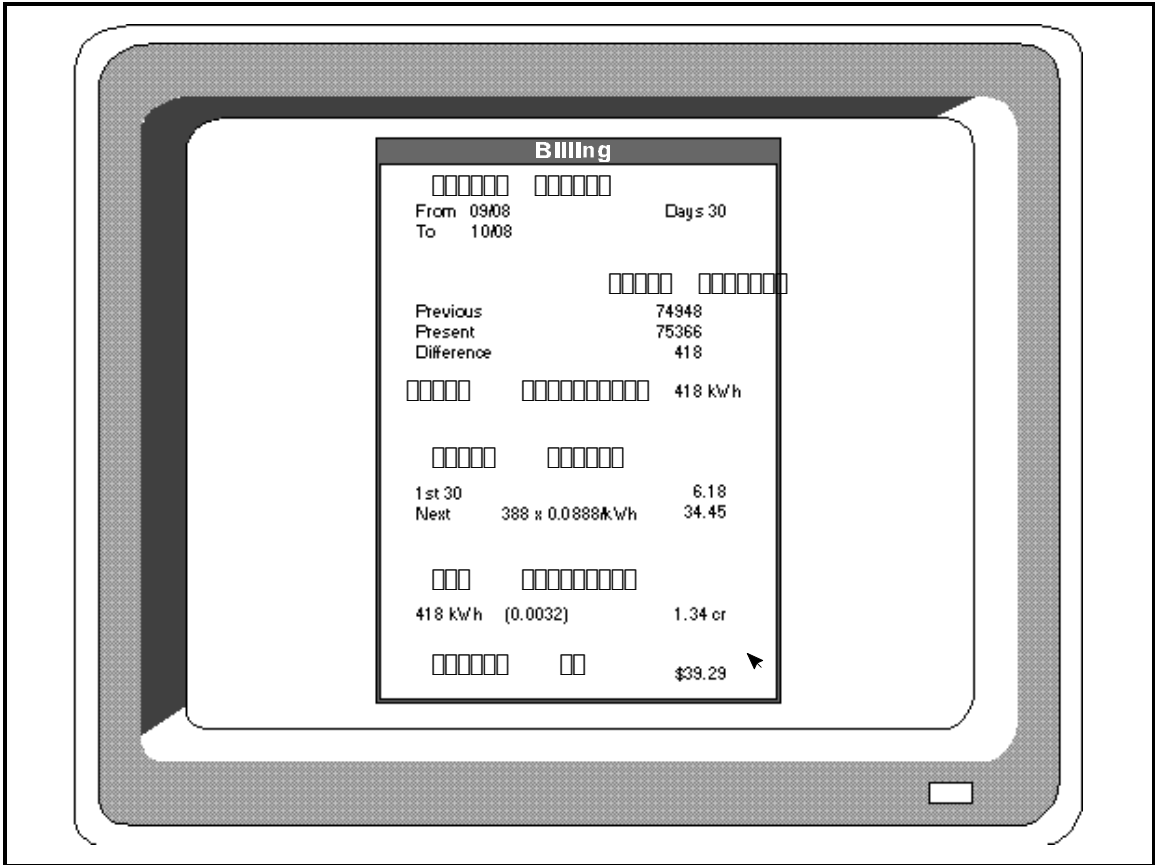 Billing
From 09/08 Days 30
To 10/08
Previous 74948
Present 75366
Difference 418
418 kWh
1st 30 6.18
Next 388 x 0.0888/kWh 34.45
418 kWh (0.0032) 1.34 cr
$39.29